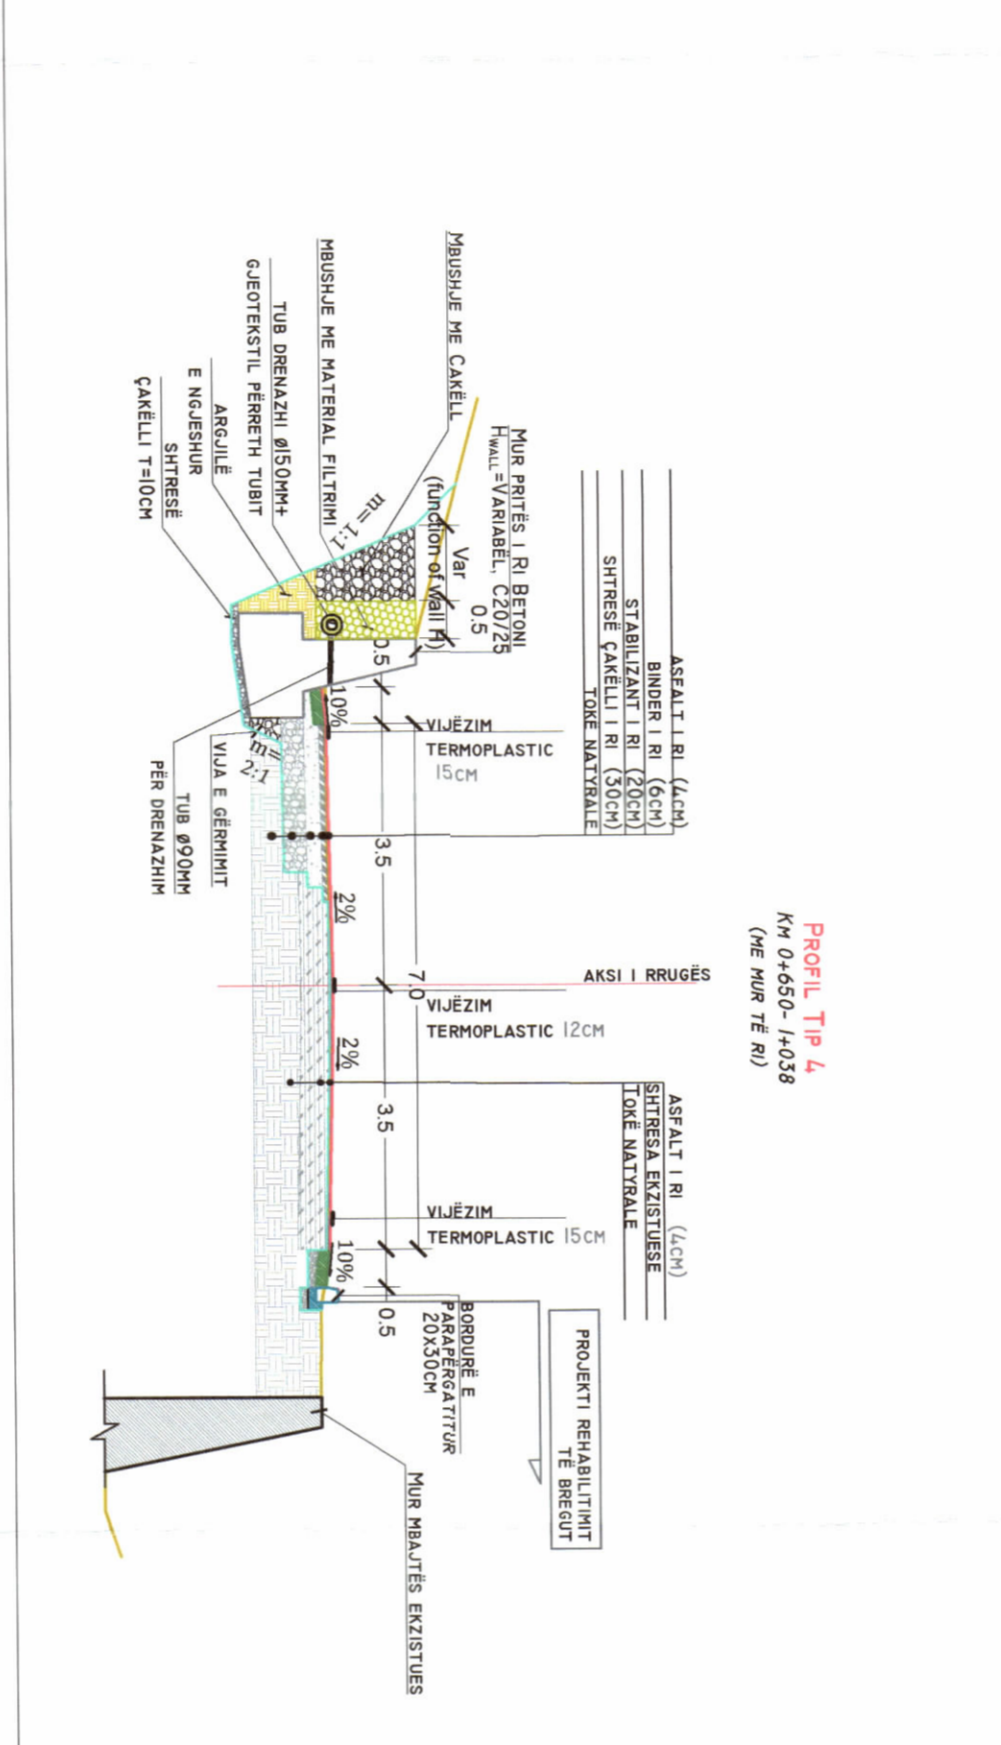 PROFIL TIP 4
KM 0+650- 1+038
(ME MUR TË RI)
ASFALT I RI (4CM)
BINDER I RI (6CM)
STABILIZANT I RI (20CM)
SHTRESË ÇAKËLLI I RI (30CM)
TOKË NATYRALE
ASFALT I RI (4CM)
SHTRESA EKZISTUESE
TOKË NATYRALE
AKSI I RRUGËS
PROJEKTI REHABILITIMIT
TË BREGUT
MUR PRITËS I RI BETONI
HWALL=VARIABËL, C20/25
0.5
Var
(function of wall H)
MBUSHJE ME ÇAKËLL
VIJËZIM
TERMOPLASTIC
15CM
VIJËZIM
TERMOPLASTIC 12CM
VIJËZIM
TERMOPLASTIC 15CM
BORDURË E
PARAPËRGATITUR
20X30CM
7.0
0.5
3.5
3.5
0.5
m= 1:1
10%
2%
2%
10%
MBUSHJE ME MATERIAL FILTRIMI
TUB DRENAZHI Ø150MM+
GJEOTEKSTIL PËRRETH TUBIT
ARGJILË
E NGJESHUR
SHTRESË
ÇAKËLLI T=10CM
m=
2:1
VIJA E GËRMIMIT
TUB Ø90MM
PËR DRENAZHIM
MUR MBAJTËS EKZISTUES